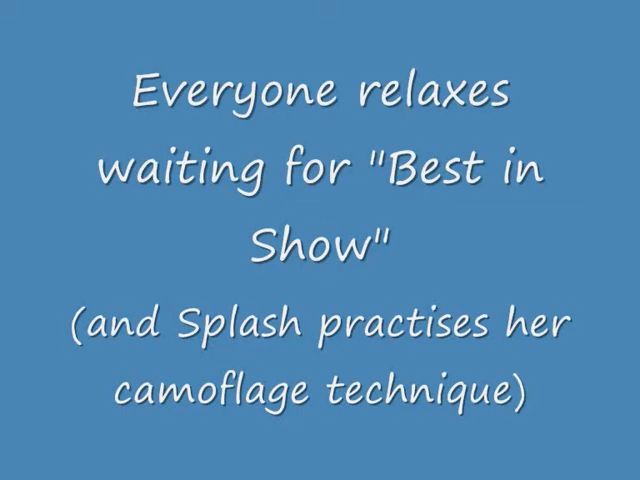 Everyone relaxes
waiting for "Best in
Show"
(and Splash practises her
camoflage technique)